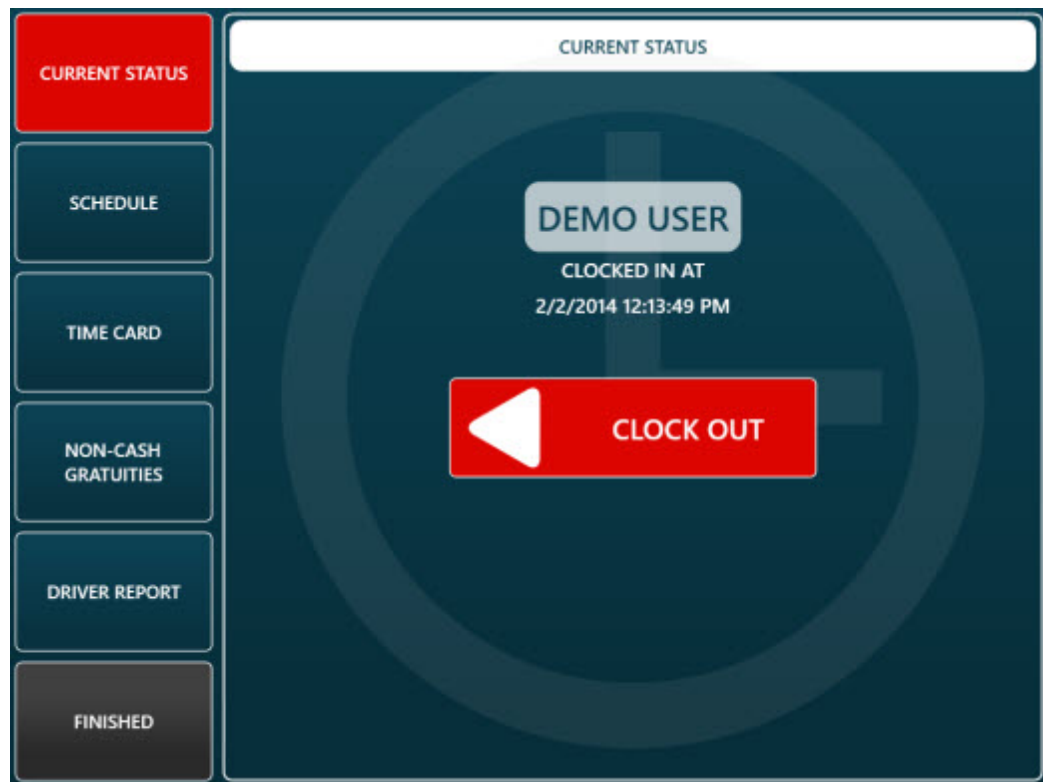 CURRENT STATUS
SCHEDULE
TIME CARD
NON-CASH
GRATUITIES
DRIVER REPORT
FINISHED
CURRENT STATUS
DEMO USER
CLOCKED IN AT
2/2/2014 12:13:49 PM
CLOCK OUT